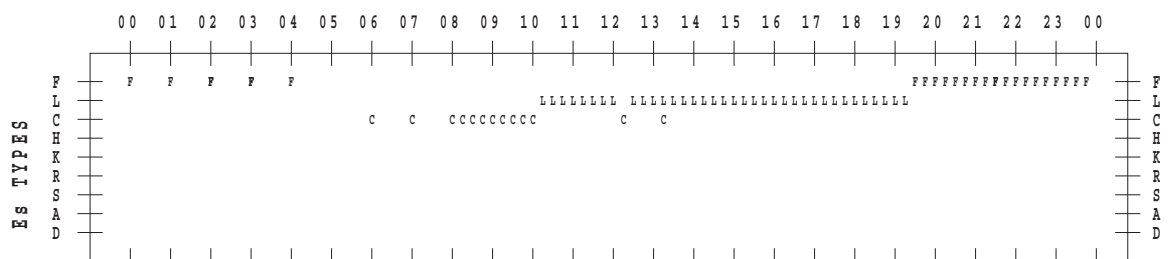 00 01 02 03 04 05 06 07 08 09 10 11 12 13 14 15 16 17 18 19 20 21 22 23 00
F F F F F F FFFFFFFFFFFFFFFFFF F
L LLLLLLLL LLLLLLLLLLLLLLLLLLLLLLLLLLLL L
C C C CCCCCCCCC C C C
H H
K K
R R
S S
A A
D D
Es TYPES